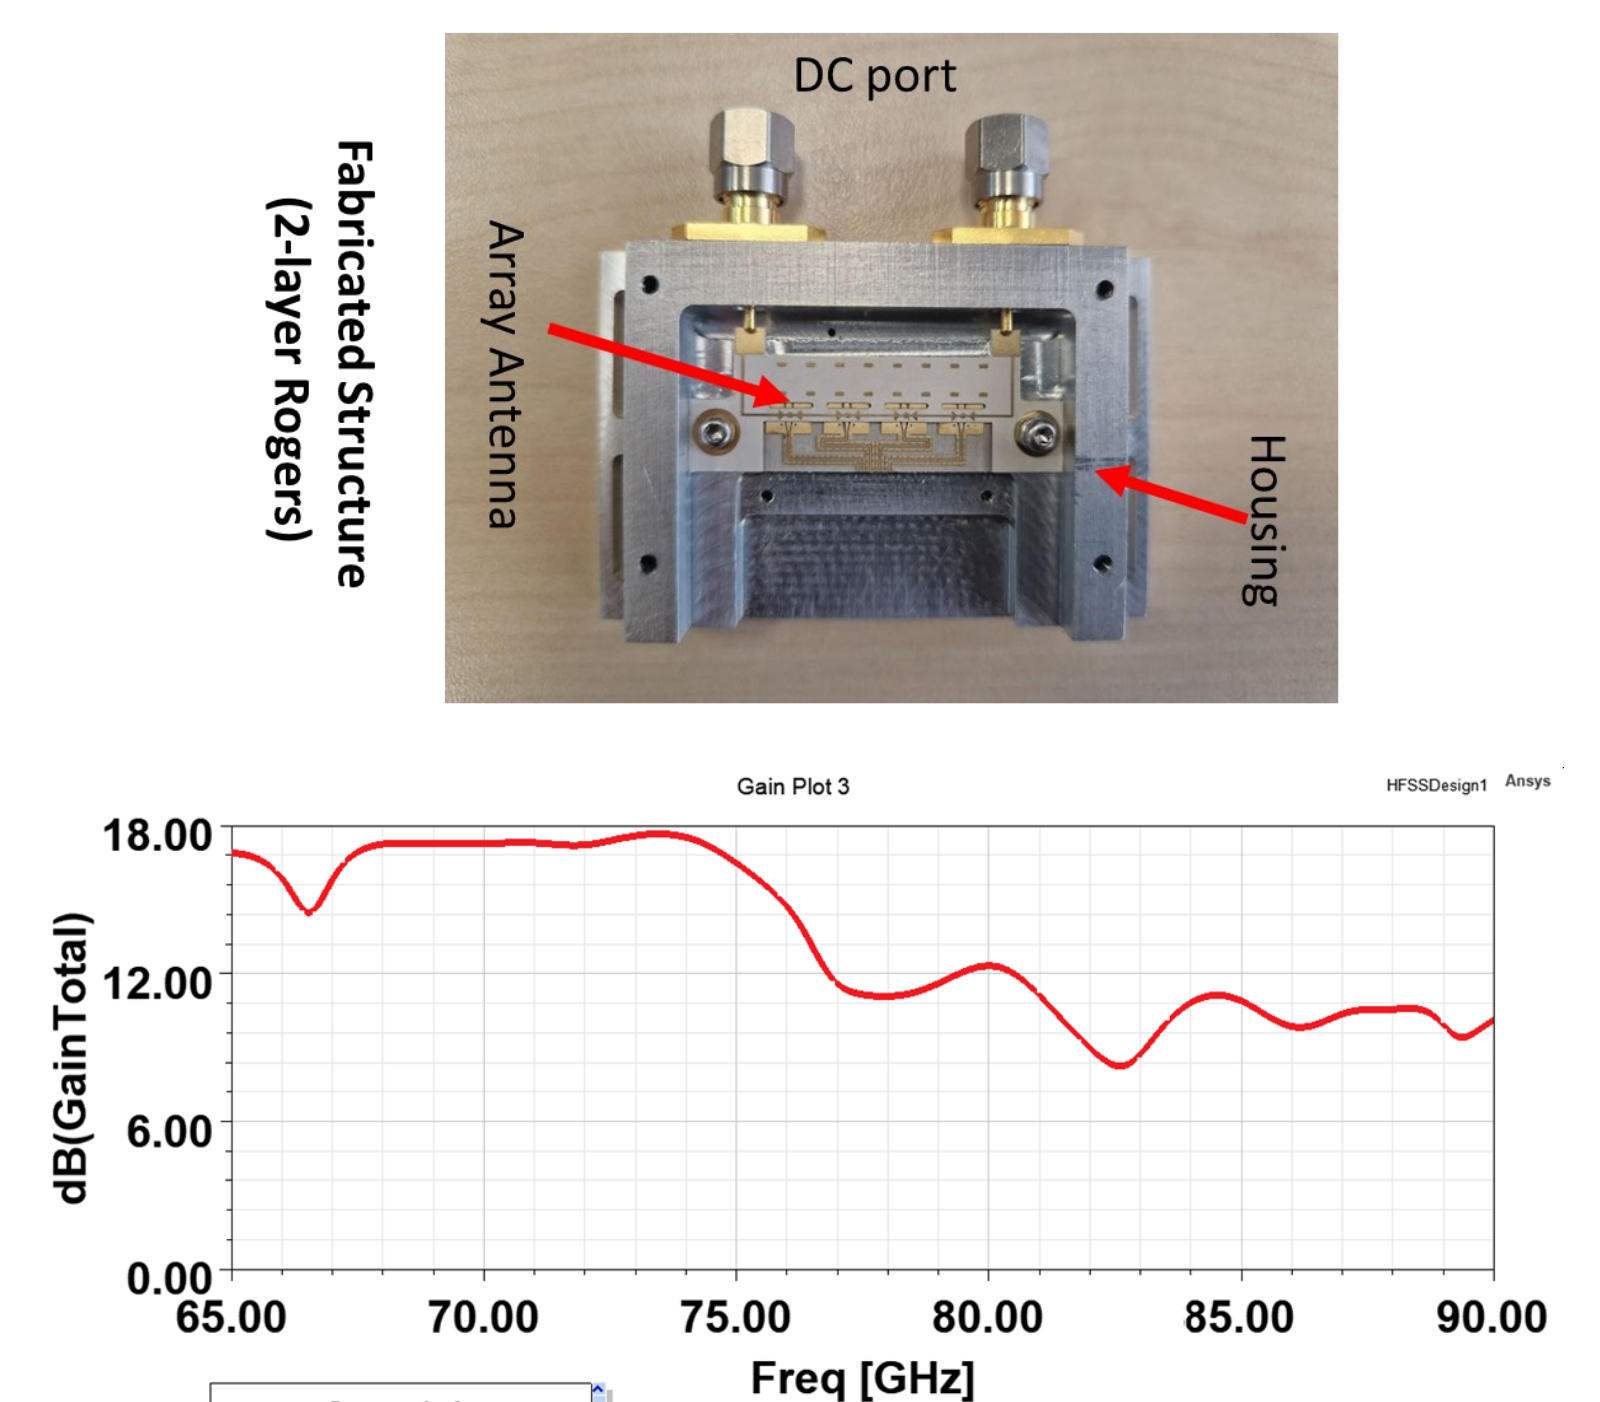 DC port
Fabricated Structure
(2-layer Rogers)
Array Antenna
Housing
Gain Plot 3
HFSSDesign1
Ansys
18.00
12.00
6.00
0.00
dB(GainTotal)
65.00
70.00
75.00
80.00
85.00
90.00
Freq [GHz]